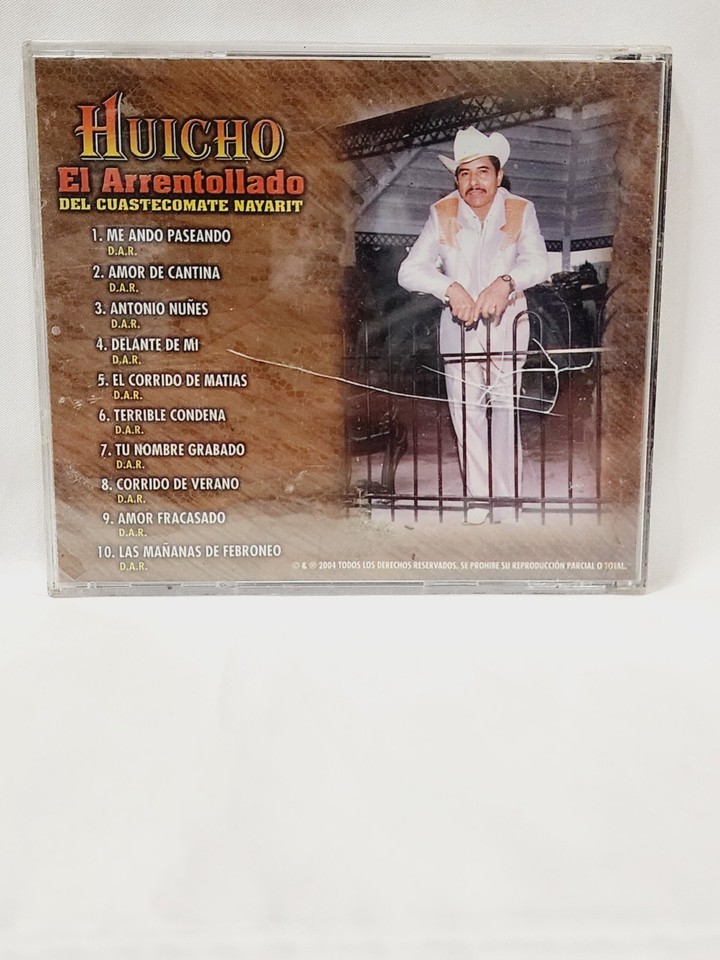 HUICHO
El Arrentollado
DEL CUASTECOMATE NAYARIT
1. ME ANDO PASEANDO
D.A.R.
2. AMOR DE CANTINA
D.A.R.
3. ANTONIO NUÑES
D.A.R.
4. DELANTE DE MI
D.A.R.
5. EL CORRIDO DE MATIAS
D.A.R.
6. TERRIBLE CONDENA
D.A.R.
7. TU NOMBRE GRABADO
D.A.R.
8. CORRIDO DE VERANO
D.A.R.
9. AMOR FRACASADO
D.A.R.
10. LAS MAÑANAS DE FEBRONEO
D.A.R.
© & ℗ 2004 TODOS LOS DERECHOS RESERVADOS. SE PROHIBE SU REPRODUCCIÓN PARCIAL O TOTAL.